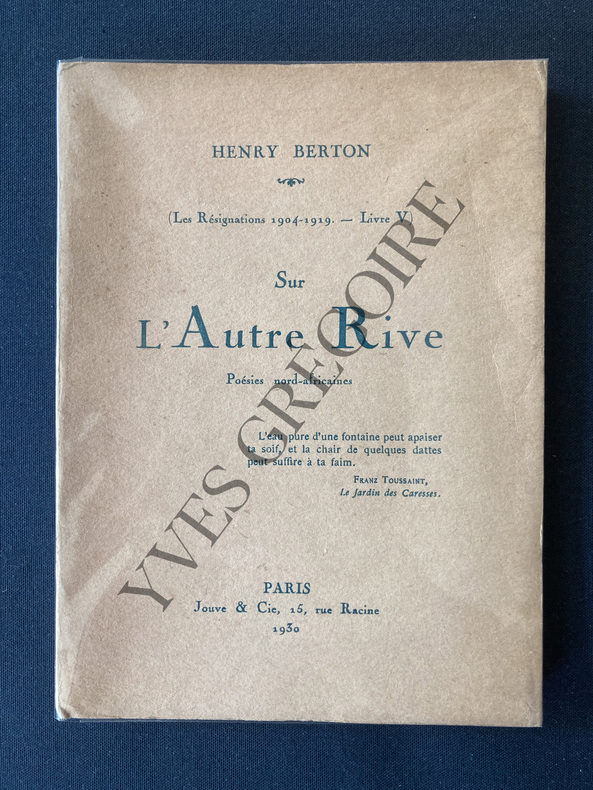 HENRY BERTON
(Les Résignations 1904-1919. — Livre V)
Sur
L'Autre Rive
Poésies nord-africaines
L'eau pure d'une fontaine peut apaiser
ta soif, et la chair de quelques dattes
peut suffire à ta faim.
Franz Toussaint,
Le Jardin des Caresses.
PARIS
Jouve & Cie, 15, rue Racine
1930
YVES GRÉGOIRE